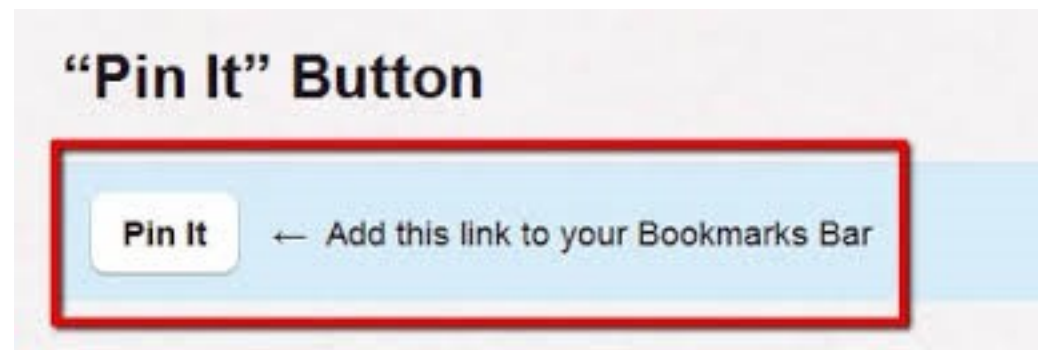 “Pin It” Button
Pin It ← Add this link to your Bookmarks Bar